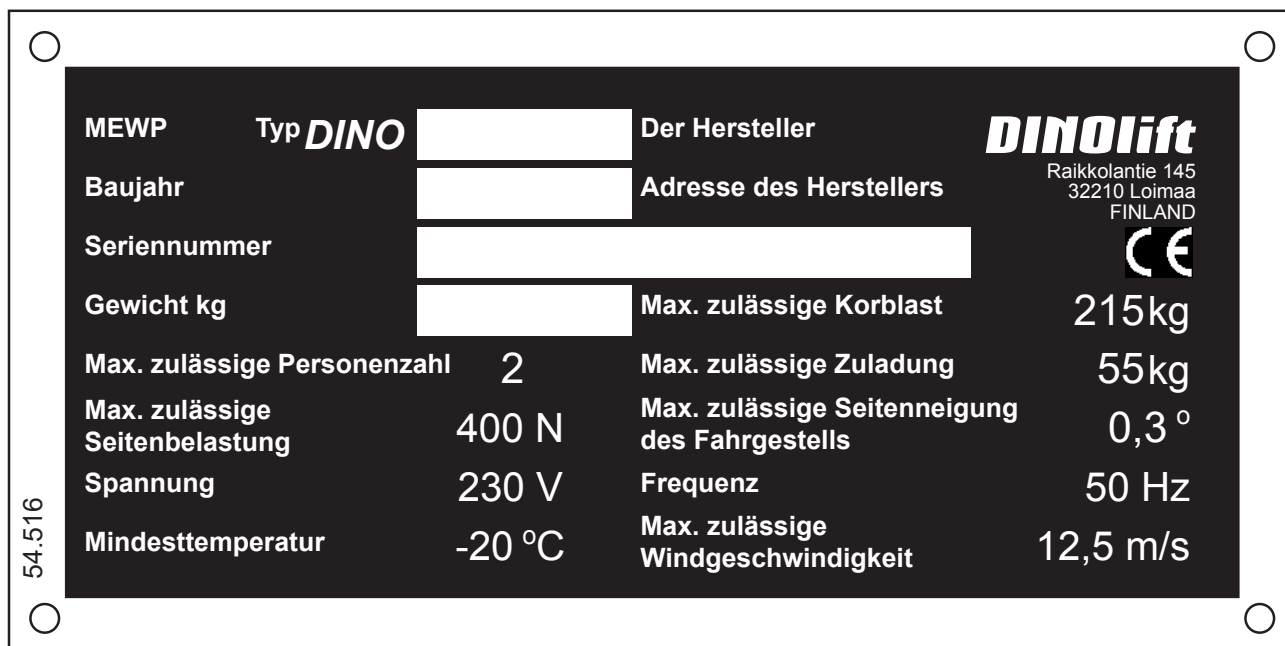 MEWP Typ DINO Der Hersteller DINOlift
Raikkolantie 145
Baujahr Adresse des Herstellers 32210 Loimaa
FINLAND
Seriennummer CE
Gewicht kg Max. zulässige Korblast 215kg
Max. zulässige Personenzahl 2 Max. zulässige Zuladung 55kg
Max. zulässige
Seitenbelastung 400 N
Max. zulässige Seitenneigung
des Fahrgestells 0,3 º
Spannung 230 V Frequenz 50 Hz
Mindesttemperatur -20 ºC
Max. zulässige
Windgeschwindigkeit 12,5 m/s
54.516